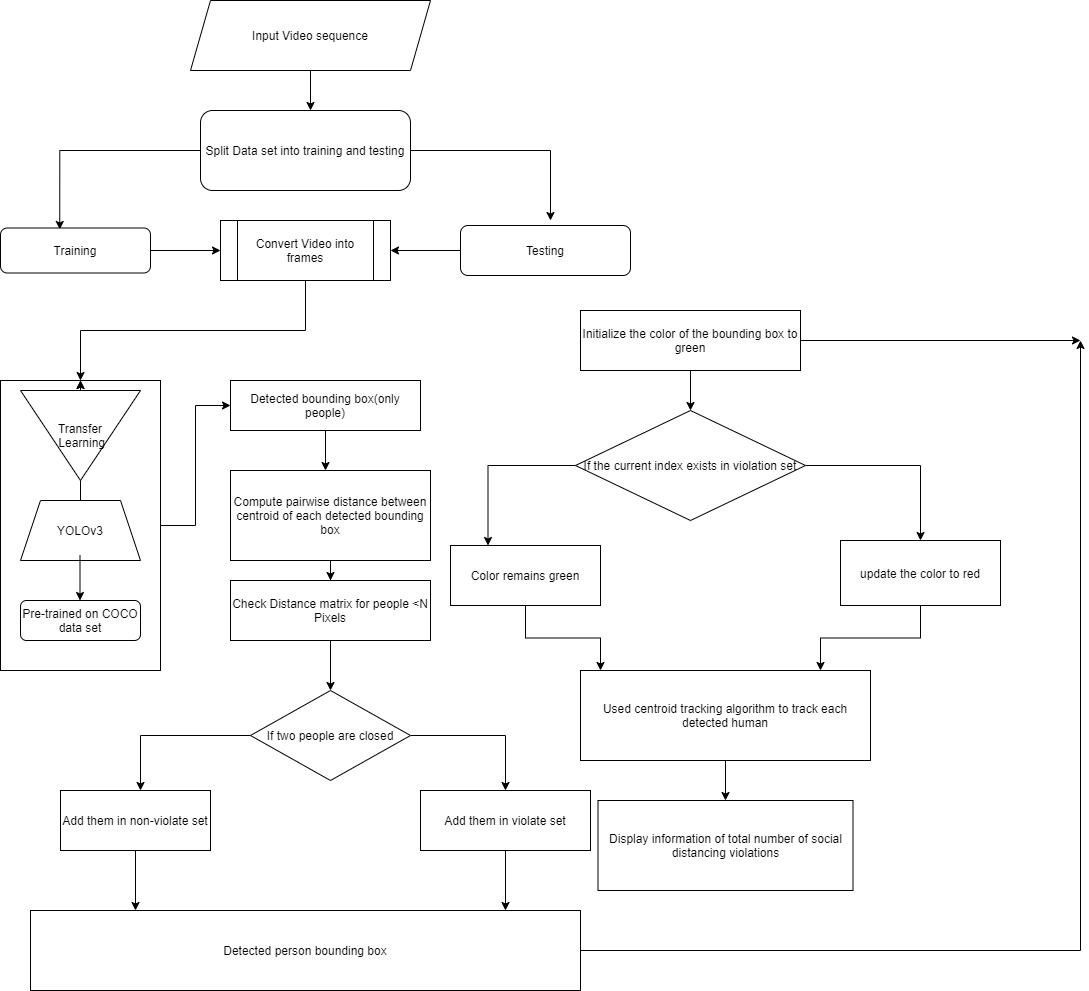 Input Video sequence
Split Data set into training and testing
Training
Convert Video into
frames
Testing
Transfer
Learning
YOLOv3
Pre-trained on COCO
data set
Detected bounding box(only
people)
Compute pairwise distance between
centroid of each detected bounding
box
Check Distance matrix for people <N
Pixels
If two people are closed
Add them in non-violate set
Add them in violate set
Detected person bounding box
Initialize the color of the bounding box to
green
If the current index exists in violation set
Color remains green
update the color to red
Used centroid tracking algorithm to track each
detected human
Display information of total number of social
distancing violations